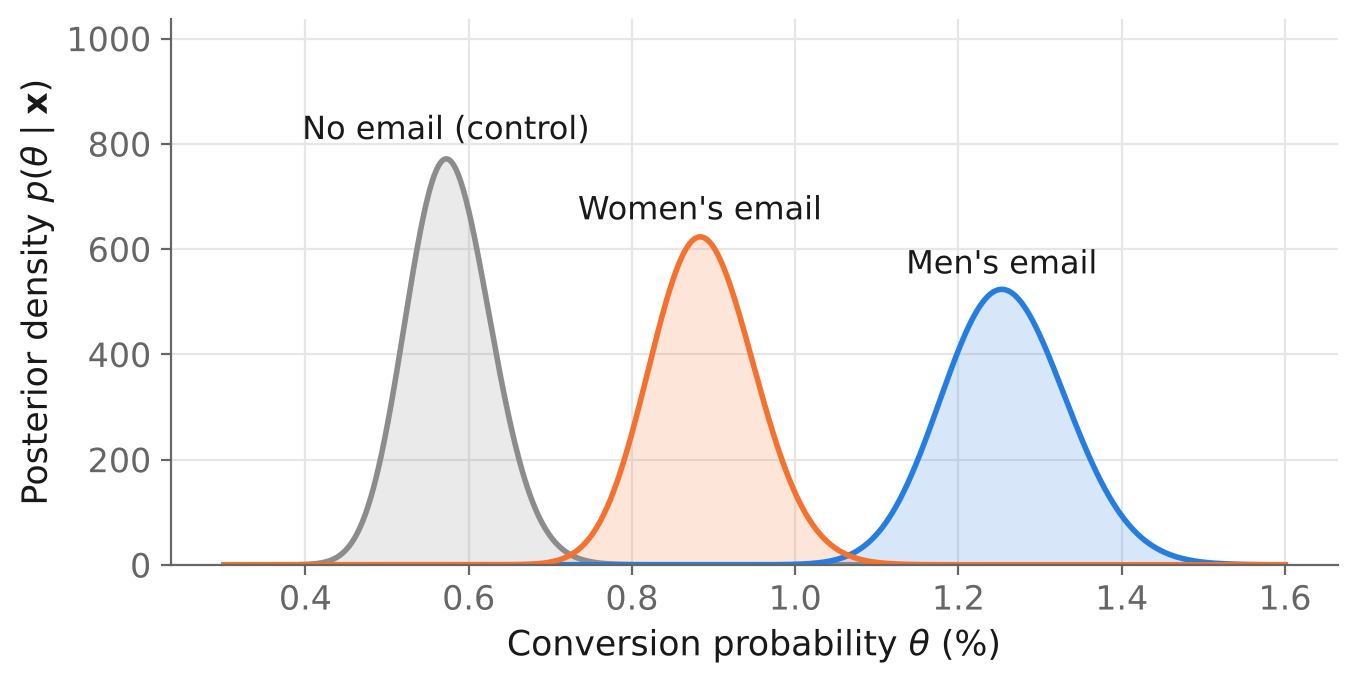 1000
800
600
400
200
0
Posterior density p(θ | x)
No email (control)
Women's email
Men's email
0.4 0.6 0.8 1.0 1.2 1.4 1.6
Conversion probability θ (%)